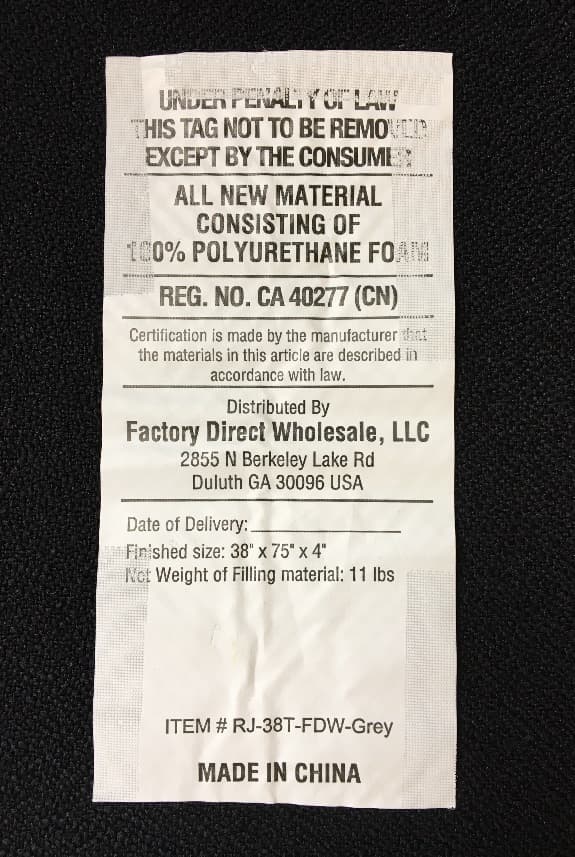 UNDER PENALTY OF LAW
THIS TAG NOT TO BE REMOVED
EXCEPT BY THE CONSUMER
ALL NEW MATERIAL
CONSISTING OF
100% POLYURETHANE FOAM
REG. NO. CA 40277 (CN)
Certification is made by the manufacturer that
the materials in this article are described in
accordance with law.
Distributed By
Factory Direct Wholesale, LLC
2855 N Berkeley Lake Rd
Duluth GA 30096 USA
Date of Delivery:
Finished size: 38" x 75" x 4"
Net Weight of Filling material: 11 lbs
ITEM # RJ-38T-FDW-Grey
MADE IN CHINA